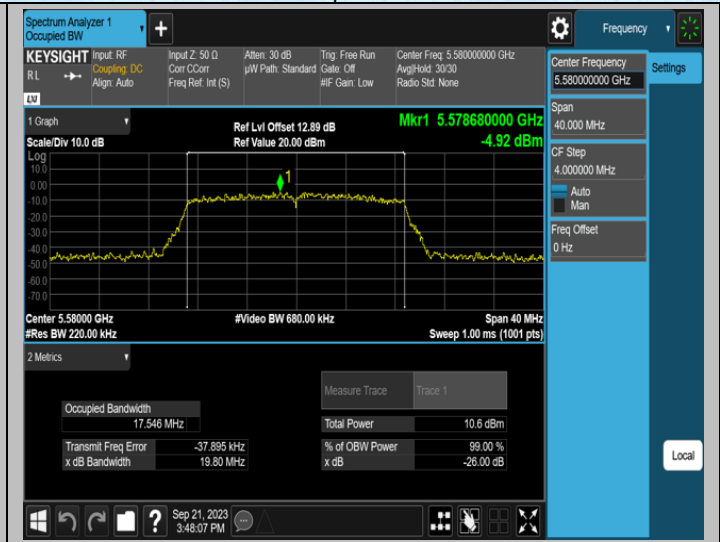 Spectrum Analyzer 1
Occupied BW
Frequency
KEYSIGHT
RL
Input: RF
Coupling: DC
Align: Auto
Input Z: 50 Ω
Corr CCorr
Freq Ref: Int (S)
Atten: 30 dB
µW Path: Standard
Trig: Free Run
Gate: Off
#IF Gain: Low
Center Freq: 5.580000000 GHz
Avg|Hold: 30/30
Radio Std: None
Center Frequency
5.580000000 GHz
Settings
Span
40.000 MHz
CF Step
4.000000 MHz
Auto
Man
Freq Offset
0 Hz
1 Graph
Scale/Div 10.0 dB
Ref Lvl Offset 12.89 dB
Ref Value 20.00 dBm
Mkr1 5.578680000 GHz
-4.92 dBm
Log
10.0
0.00
-10.0
-20.0
-30.0
-40.0
-50.0
-60.0
-70.0
1
Center 5.58000 GHz
#Video BW 680.00 kHz
Span 40 MHz
#Res BW 220.00 kHz
Sweep 1.00 ms (1001 pts)
2 Metrics
Measure Trace
Trace 1
Occupied Bandwidth
17.546 MHz
Total Power
10.6 dBm
Transmit Freq Error
-37.895 kHz
% of OBW Power
99.00 %
x dB Bandwidth
19.80 MHz
x dB
-26.00 dB
Local
Sep 21, 2023
3:48:07 PM